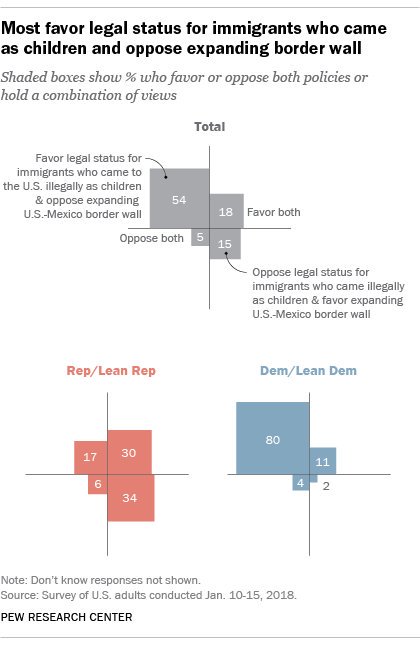 Most favor legal status for immigrants who came
as children and oppose expanding border wall
Shaded boxes show % who favor or oppose both policies or
hold a combination of views
Total
Favor legal status for
immigrants who came to
the U.S. illegally as children
& oppose expanding
U.S.-Mexico border wall
54
18
Favor both
Oppose both
5
15
Oppose legal status for
immigrants who came illegally
as children & favor expanding
U.S.-Mexico border wall
Rep/Lean Rep
17
30
6
34
Dem/Lean Dem
80
11
4
2
Note: Don’t know responses not shown.
Source: Survey of U.S. adults conducted Jan. 10-15, 2018.
PEW RESEARCH CENTER